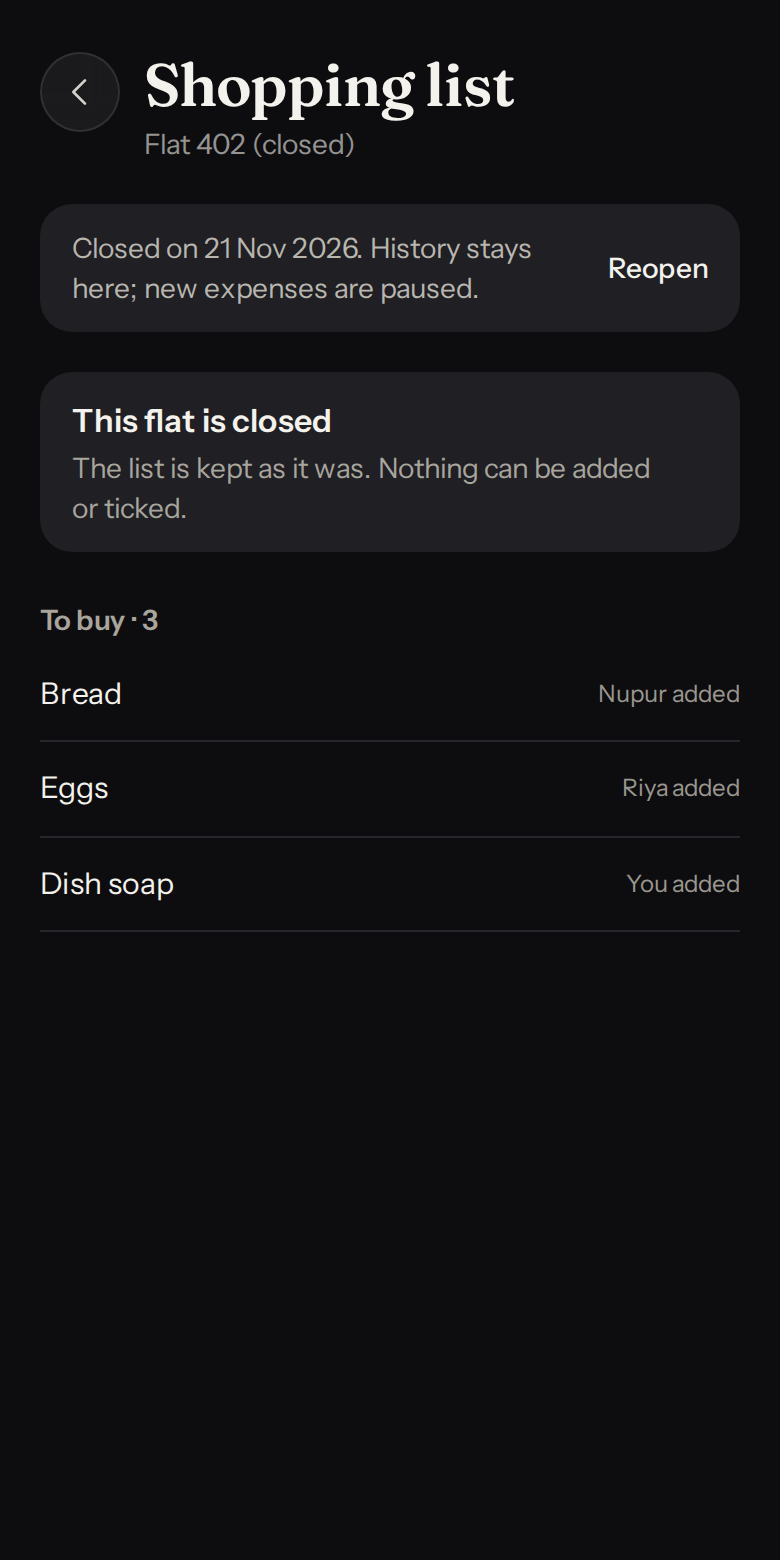 Shopping list
Flat 402 (closed)
Closed on 21 Nov 2026. History stays
here; new expenses are paused.
Reopen
This flat is closed
The list is kept as it was. Nothing can be added
or ticked.
To buy · 3
Bread
Nupur added
Eggs
Riya added
Dish soap
You added